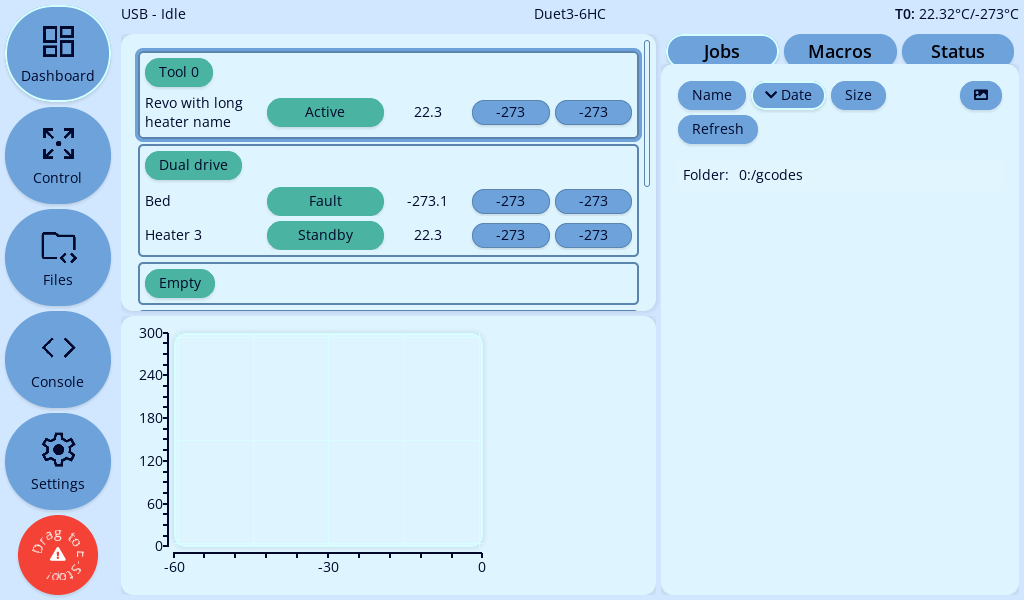 USB - Idle
Duet3-6HC
T0: 22.32°C/-273°C
Dashboard
Control
Files
Console
Settings
Drag to E-Stop!
Tool 0
Revo with long
heater name
Active
22.3
-273
-273
Dual drive
Bed
Fault
-273.1
-273
-273
Heater 3
Standby
22.3
-273
-273
Empty
300
240
180
120
60
0
-60
-30
0
Jobs
Macros
Status
Name
Date
Size
Refresh
Folder: 0:/gcodes